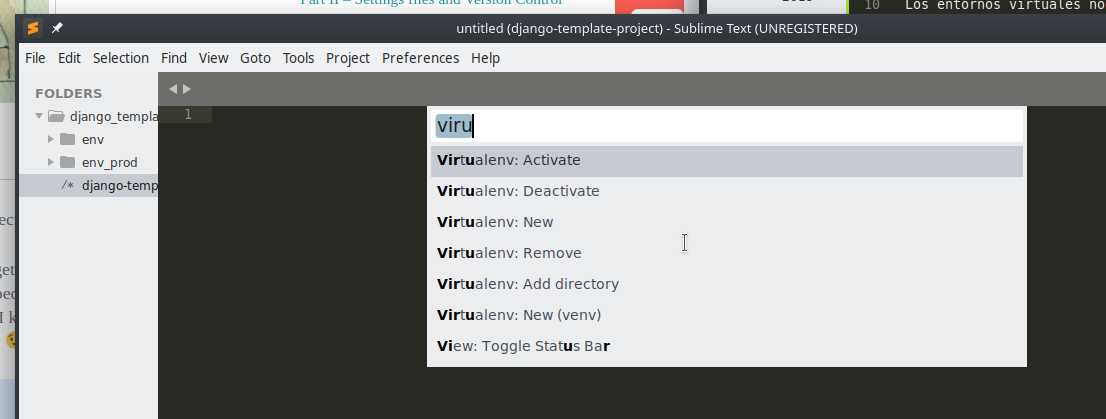 Part II – Settings files and Version Control
10 Los entornos virtuales no
untitled (django-template-project) - Sublime Text (UNREGISTERED)
File Edit Selection Find View Goto Tools Project Preferences Help
FOLDERS
django_templa
env
env_prod
/* django-temp
1
viru
Virtualenv: Activate
Virtualenv: Deactivate
Virtualenv: New
Virtualenv: Remove
Virtualenv: Add directory
Virtualenv: New (venv)
View: Toggle Status Bar